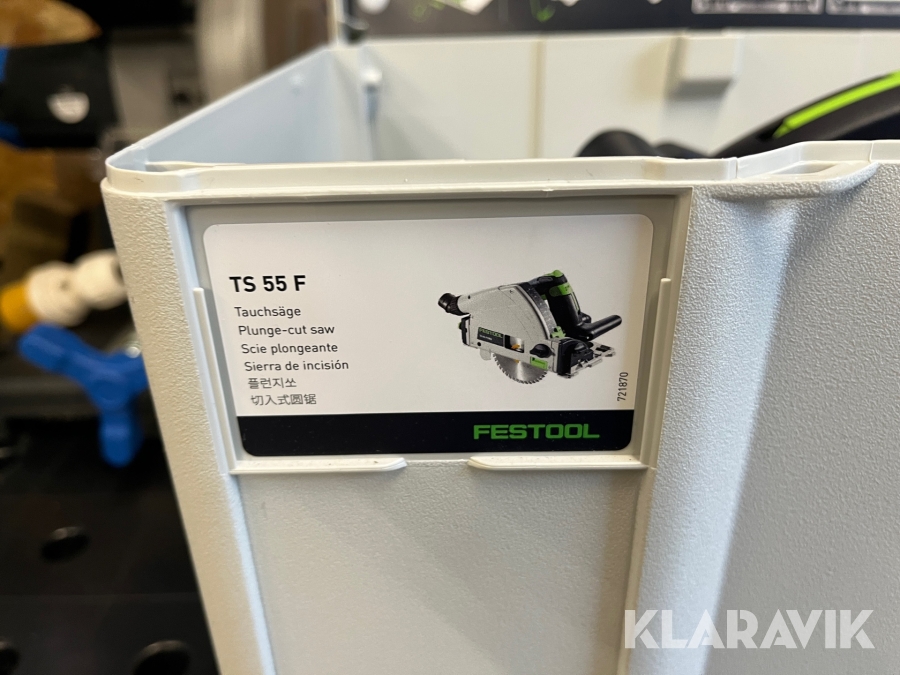 TS 55 F
Tauchsäge
Plunge-cut saw
Scie plongeante
Sierra de incisión
플런지쏘
切入式圆锯
FESTOOL
721870
FESTOOL
KLARAVIK